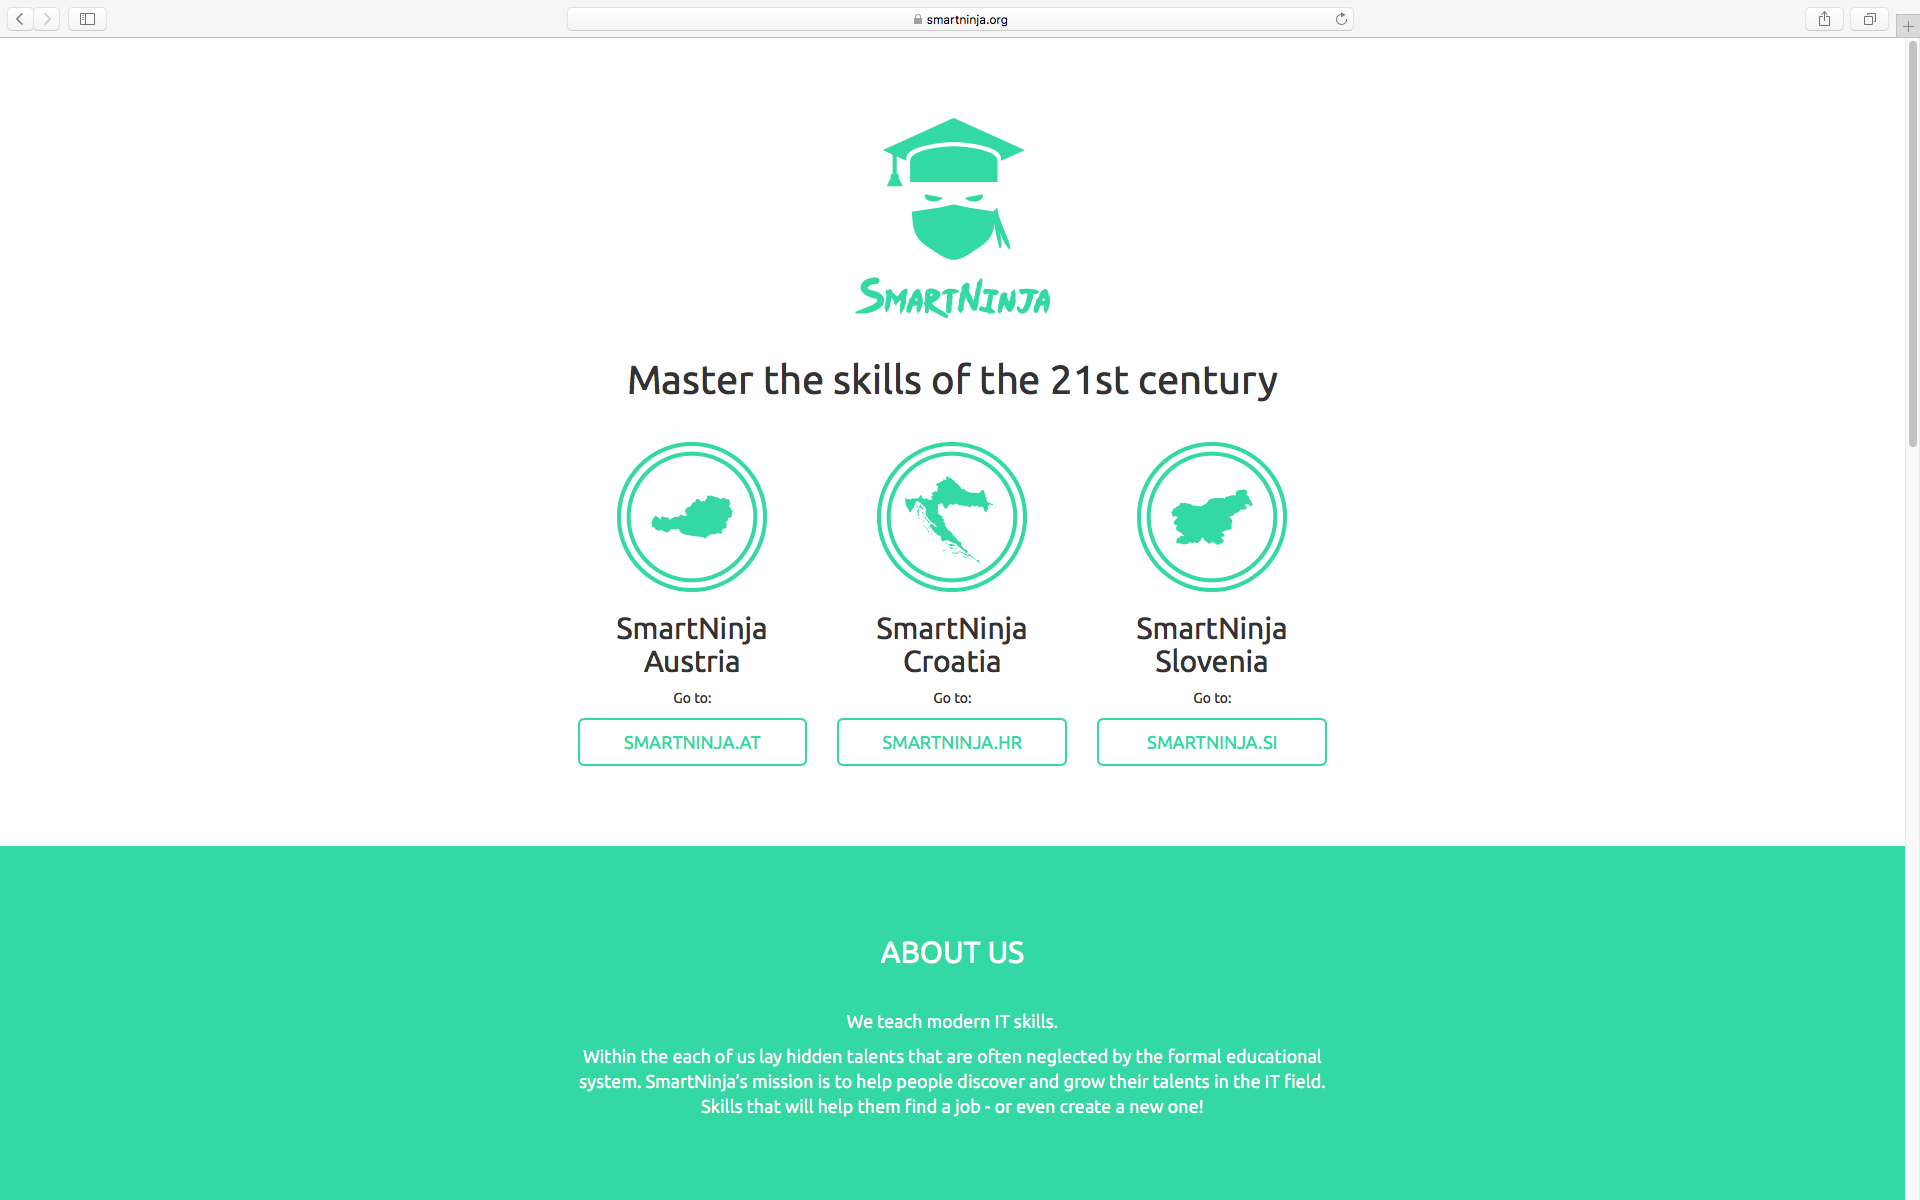 smartninja.org
SMARTNINJA
Master the skills of the 21st century
SmartNinja
Austria
Go to:
SMARTNINJA.AT
SmartNinja
Croatia
Go to:
SMARTNINJA.HR
SmartNinja
Slovenia
Go to:
SMARTNINJA.SI
ABOUT US
We teach modern IT skills.
Within the each of us lay hidden talents that are often neglected by the formal educational
system. SmartNinja’s mission is to help people discover and grow their talents in the IT field.
Skills that will help them find a job - or even create a new one!